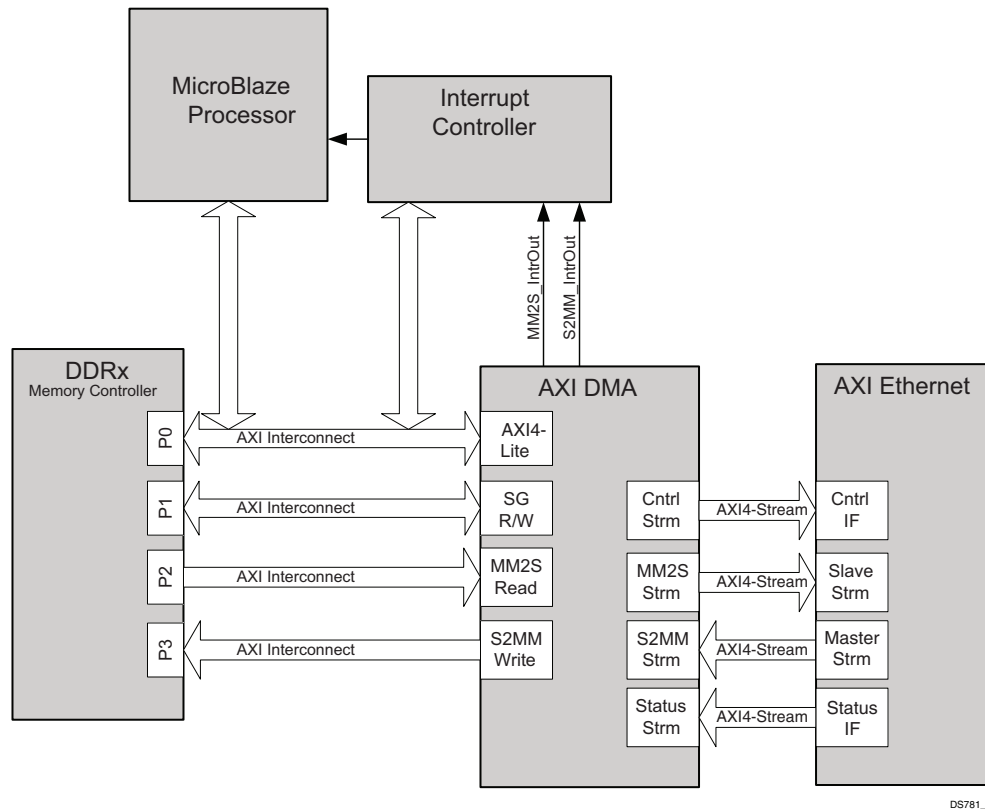 MicroBlaze
Processor
Interrupt
Controller
MM2S_IntrOut
S2MM_IntrOut
DDRx
Memory Controller
AXI DMA
AXI Ethernet
P0
AXI Interconnect
AXI4-
Lite
P1
AXI Interconnect
SG
R/W
Cntrl
Strm
AXI4-Stream
Cntrl
IF
P2
AXI Interconnect
MM2S
Read
MM2S
Strm
AXI4-Stream
Slave
Strm
P3
AXI Interconnect
S2MM
Write
S2MM
Strm
AXI4-Stream
Master
Strm
Status
Strm
AXI4-Stream
Status
IF
DS781_